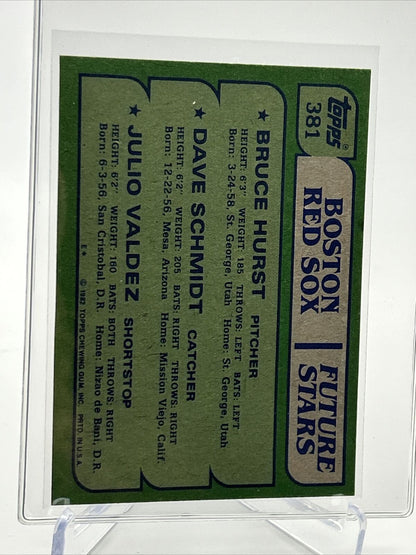 topps®
381
BOSTON
RED SOX
FUTURE
STARS
★ BRUCE HURST PITCHER
HEIGHT: 6'3" WEIGHT: 185 THROWS: LEFT BATS: LEFT
Born: 3-24-58, St. George, Utah Home: St. George, Utah
★ DAVE SCHMIDT CATCHER
HEIGHT: 6'2" WEIGHT: 205 BATS: RIGHT THROWS: RIGHT
Born: 12-22-56, Mesa, Arizona Home: Mission Viejo, Calif.
★ JULIO VALDEZ SHORTSTOP
HEIGHT: 6'2" WEIGHT: 160 BATS: BOTH THROWS: RIGHT
Born: 6-3-56, San Cristobal, D.R. Home: Nizao de Bani, D.R.
E* © 1982 TOPPS CHEWING GUM, INC. PRTD. IN U.S.A.